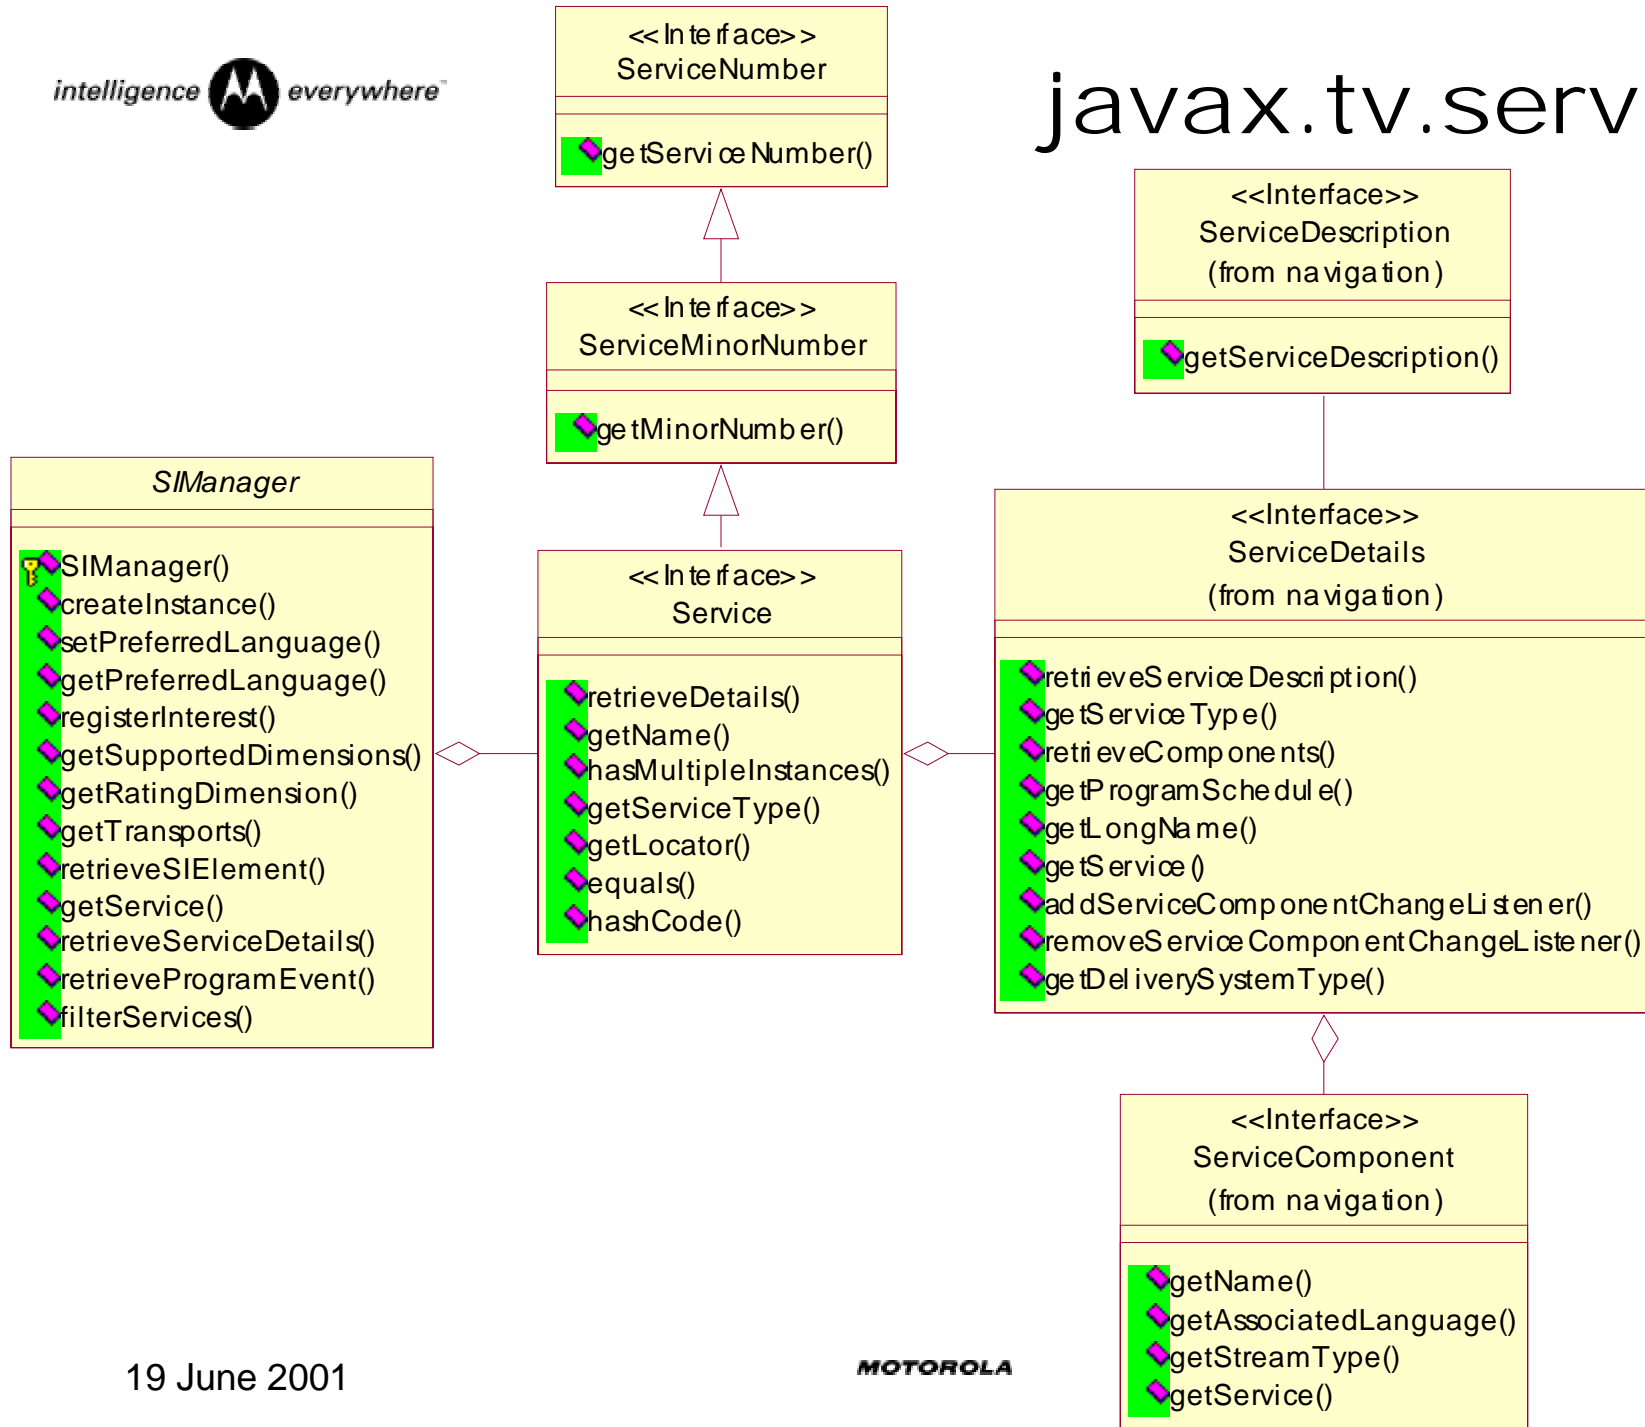 intelligence everywhere™
javax.tv.serv
<<Interface>>
ServiceNumber
getServiceNumber()
<<Interface>>
ServiceMinorNumber
getMinorNumber()
<<Interface>>
ServiceDescription
(from navigation)
getServiceDescription()
SIManager
SIManager()
createInstance()
setPreferredLanguage()
getPreferredLanguage()
registerInterest()
getSupportedDimensions()
getRatingDimension()
getTransports()
retrieveSIElement()
getService()
retrieveServiceDetails()
retrieveProgramEvent()
filterServices()
<<Interface>>
Service
retrieveDetails()
getName()
hasMultipleInstances()
getServiceType()
getLocator()
equals()
hashCode()
<<Interface>>
ServiceDetails
(from navigation)
retrieveServiceDescription()
getServiceType()
retrieveComponents()
getProgramSchedule()
getLongName()
getService()
addServiceComponentChangeListener()
removeServiceComponentChangeListener()
getDeliverySystemType()
<<Interface>>
ServiceComponent
(from navigation)
getName()
getAssociatedLanguage()
getStreamType()
getService()
19 June 2001
MOTOROLA